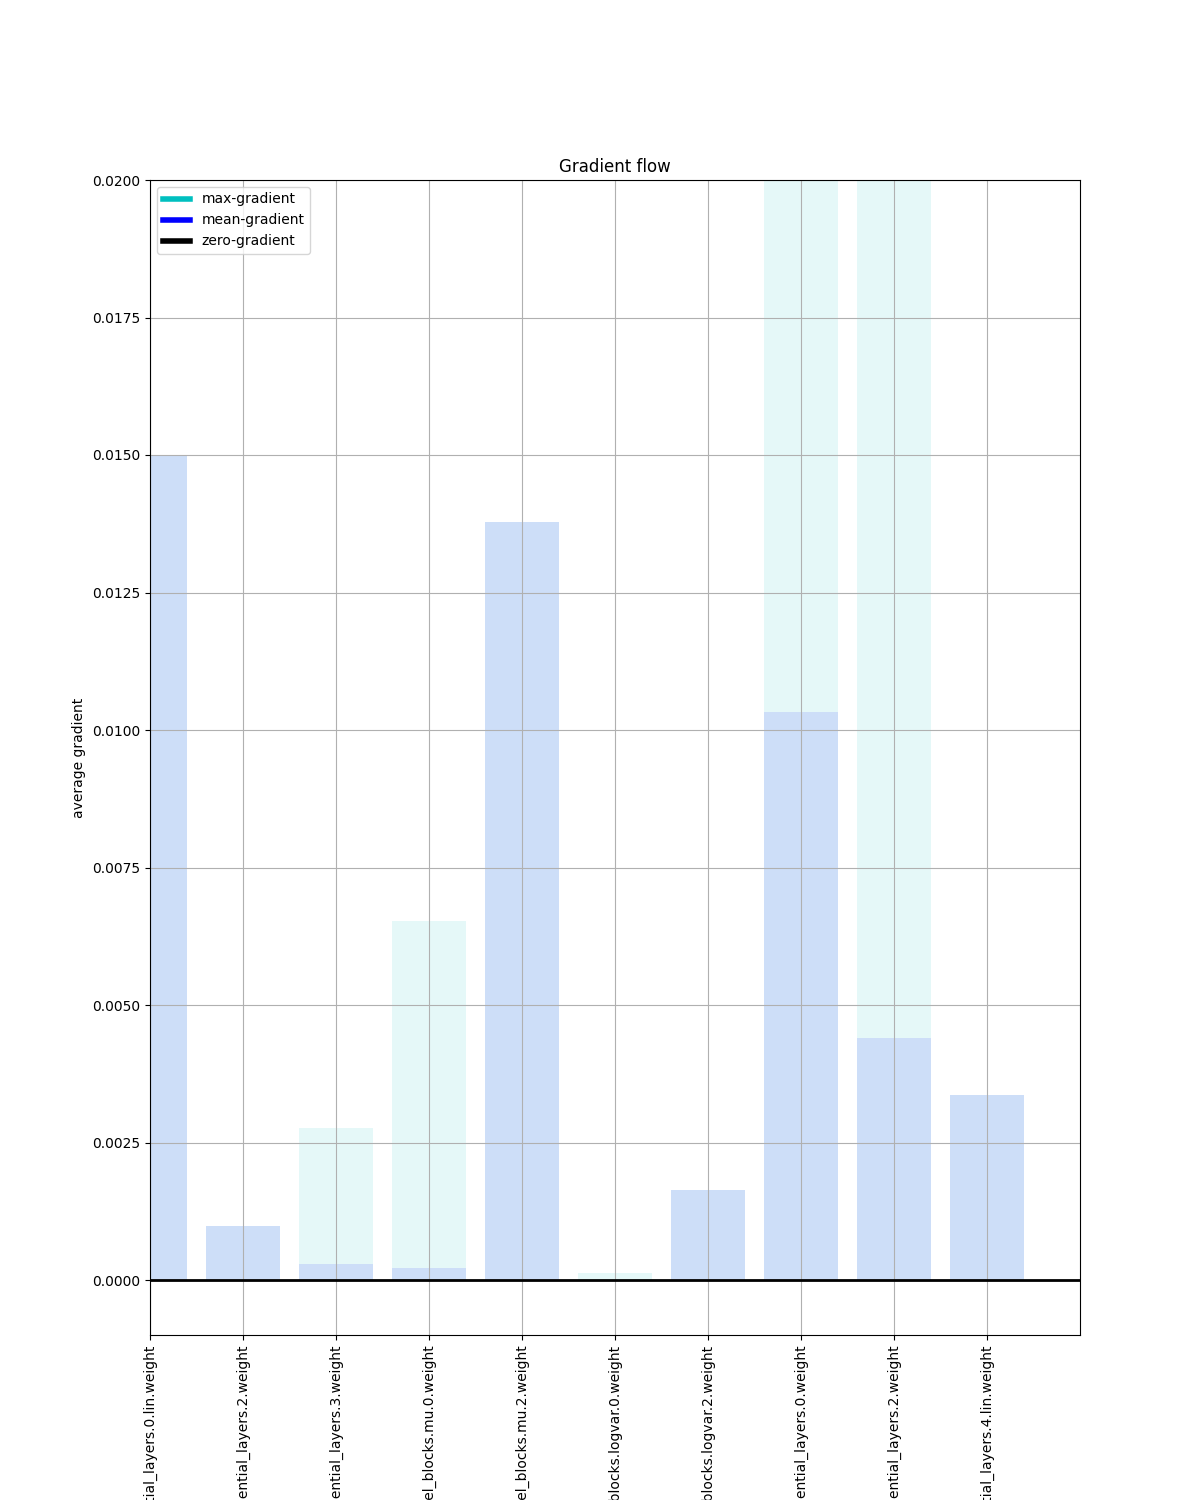 Gradient flow
max-gradient
mean-gradient
zero-gradient
average gradient
0.0200
0.0175
0.0150
0.0125
0.0100
0.0075
0.0050
0.0025
0.0000
tial_layers.0.lin.weight
ential_layers.2.weight
ential_layers.3.weight
el_blocks.mu.0.weight
el_blocks.mu.2.weight
blocks.logvar.0.weight
blocks.logvar.2.weight
ential_layers.0.weight
ential_layers.2.weight
tial_layers.4.lin.weight